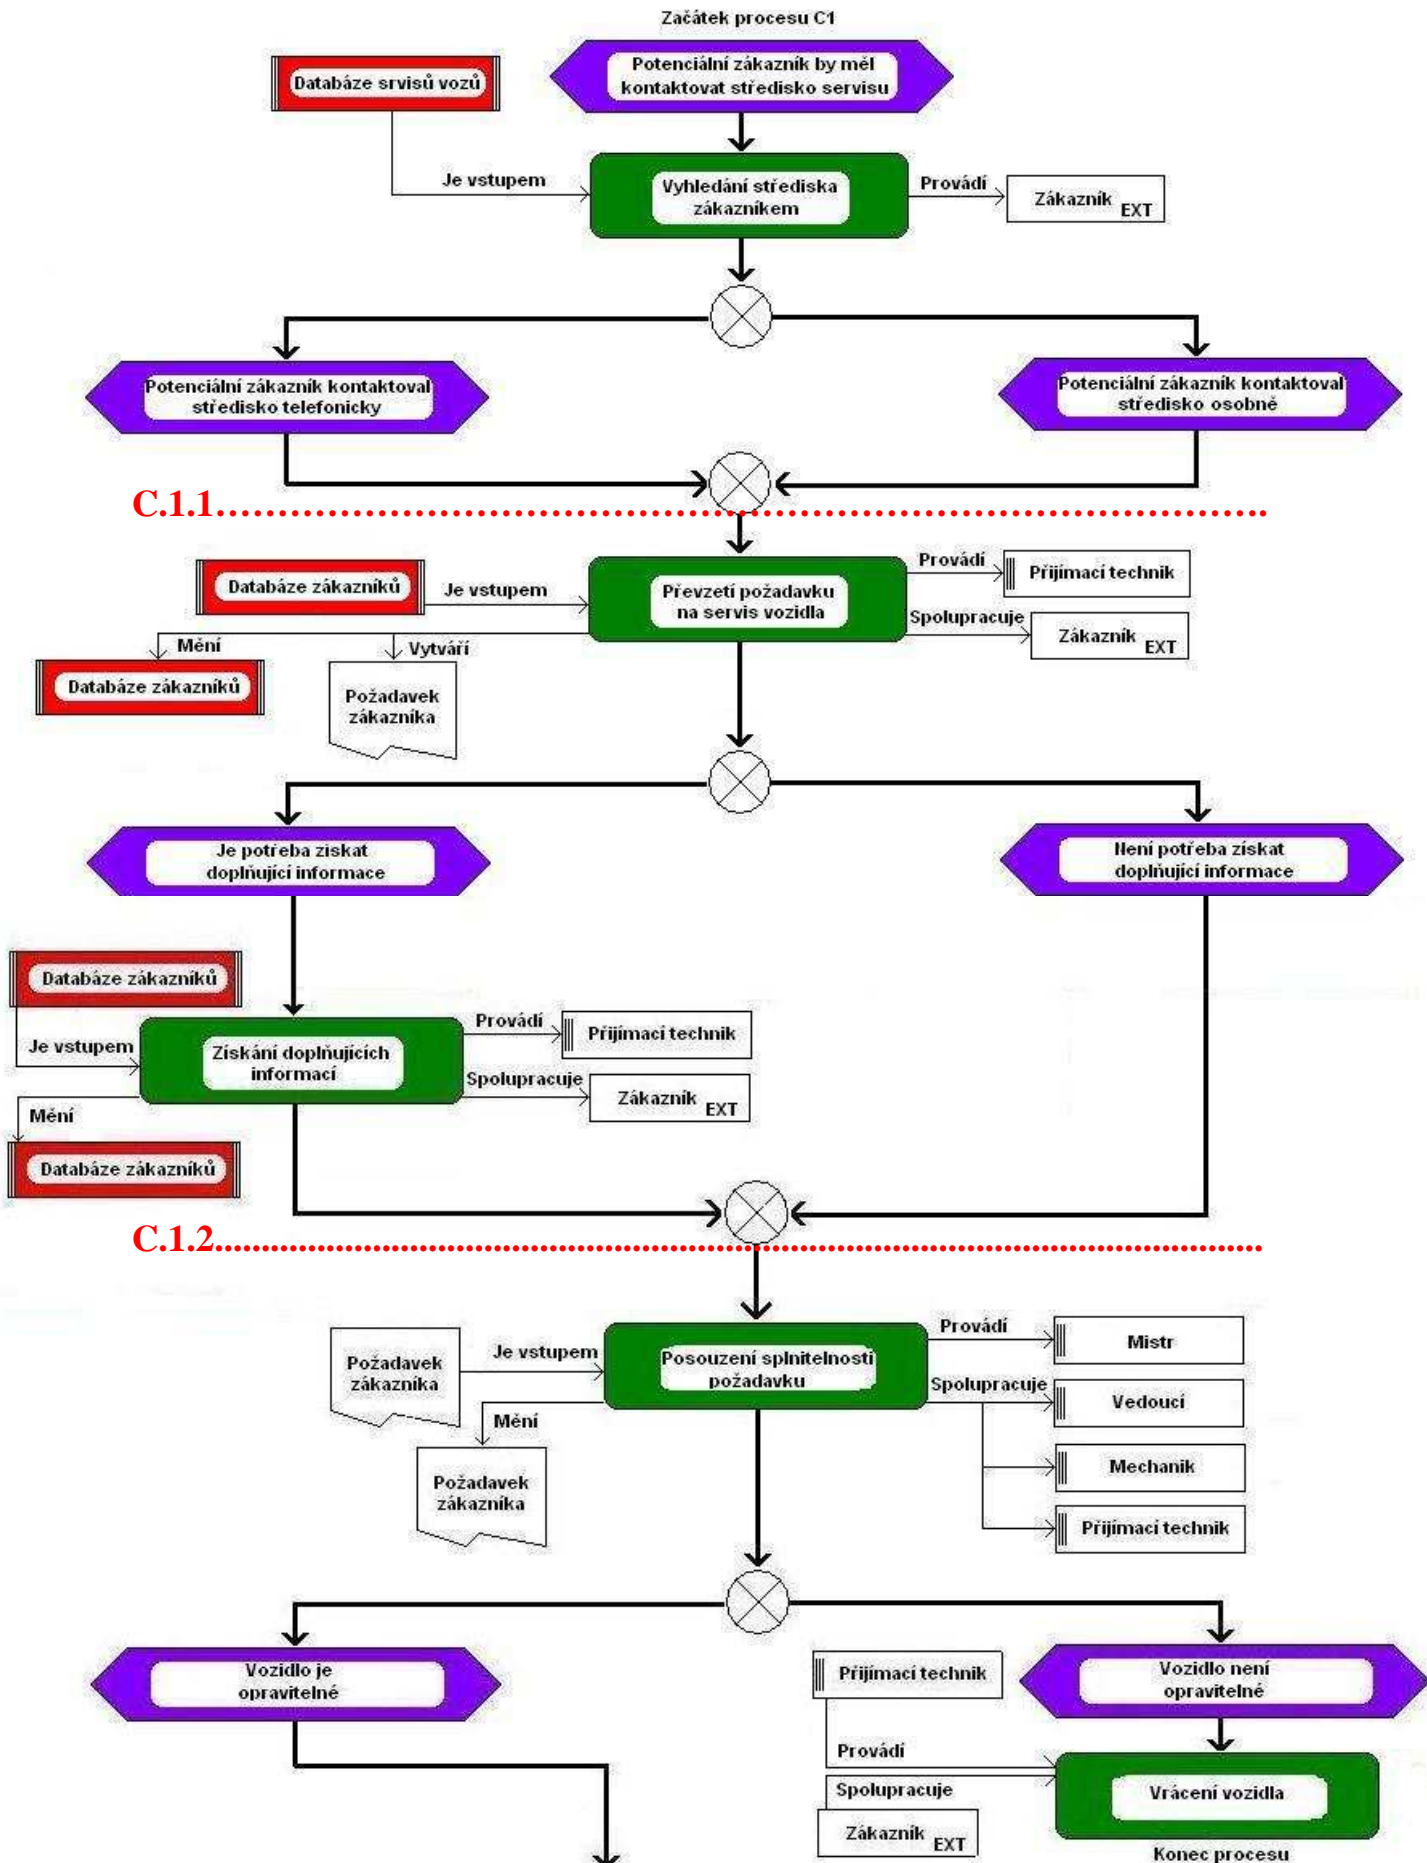 Začátek procesu C1
Databáze srvisů vozů
Potenciální zákazník by měl
kontaktovat středisko servisu
Je vstupem
Vyhledání střediska
zákazníkem
Provádí
Zákazník EXT
Potenciální zákazník kontaktoval
středisko telefonicky
Potenciální zákazník kontaktoval
středisko osobně
C.1.1
Databáze zákazníků
Je vstupem
Převzetí požadavku
na servis vozidla
Provádí
Přijímací technik
Spolupracuje
Zákazník EXT
Mění
Vytváří
Databáze zákazníků
Požadavek
zákazníka
Je potřeba získat
doplňující informace
Není potřeba získat
doplňující informace
Databáze zákazníků
Je vstupem
Získání doplňujících
informací
Provádí
Přijímací technik
Spolupracuje
Zákazník EXT
Mění
Databáze zákazníků
C.1.2
Požadavek
zákazníka
Je vstupem
Posouzení splnitelnosti
požadavku
Provádí
Mistr
Spolupracuje
Vedoucí
Mění
Požadavek
zákazníka
Mechanik
Přijímací technik
Vozidlo je
opravitelné
Přijímací technik
Vozidlo není
opravitelné
Provádí
Spolupracuje
Vrácení vozidla
Zákazník EXT
Konec procesu